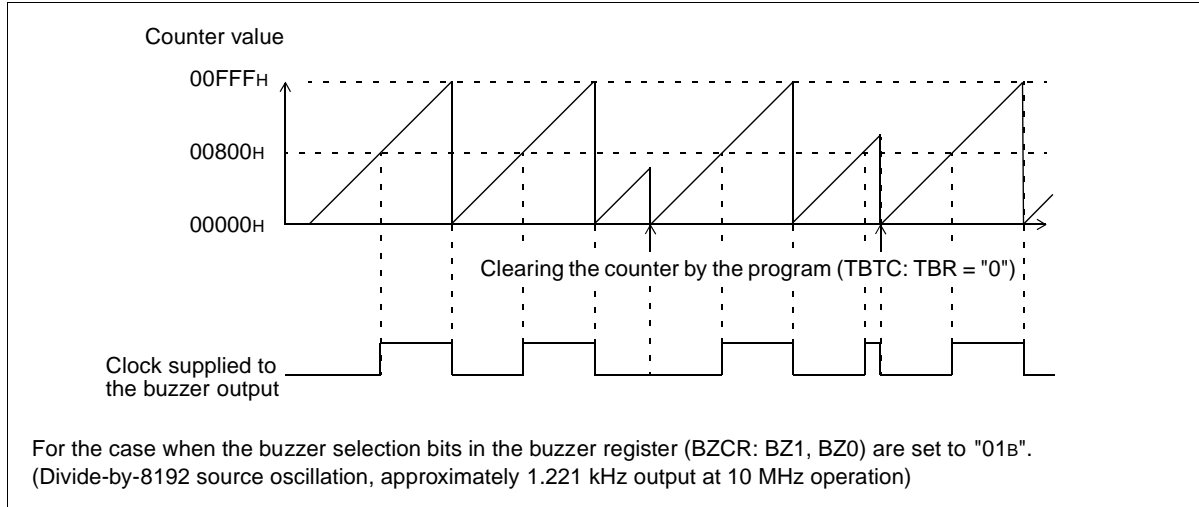 Counter value
00FFFH
00800H
00000H
Clearing the counter by the program (TBTC: TBR = "0")
Clock supplied to
the buzzer output
For the case when the buzzer selection bits in the buzzer register (BZCR: BZ1, BZ0) are set to "01B".
(Divide-by-8192 source oscillation, approximately 1.221 kHz output at 10 MHz operation)